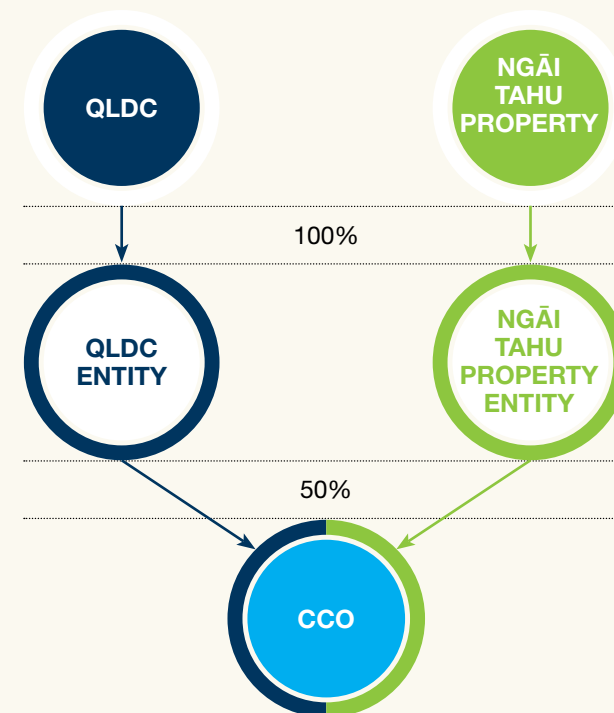 QLDC
NGĀI
TAHU
PROPERTY
100%
QLDC
ENTITY
NGĀI
TAHU
PROPERTY
ENTITY
50%
CCO